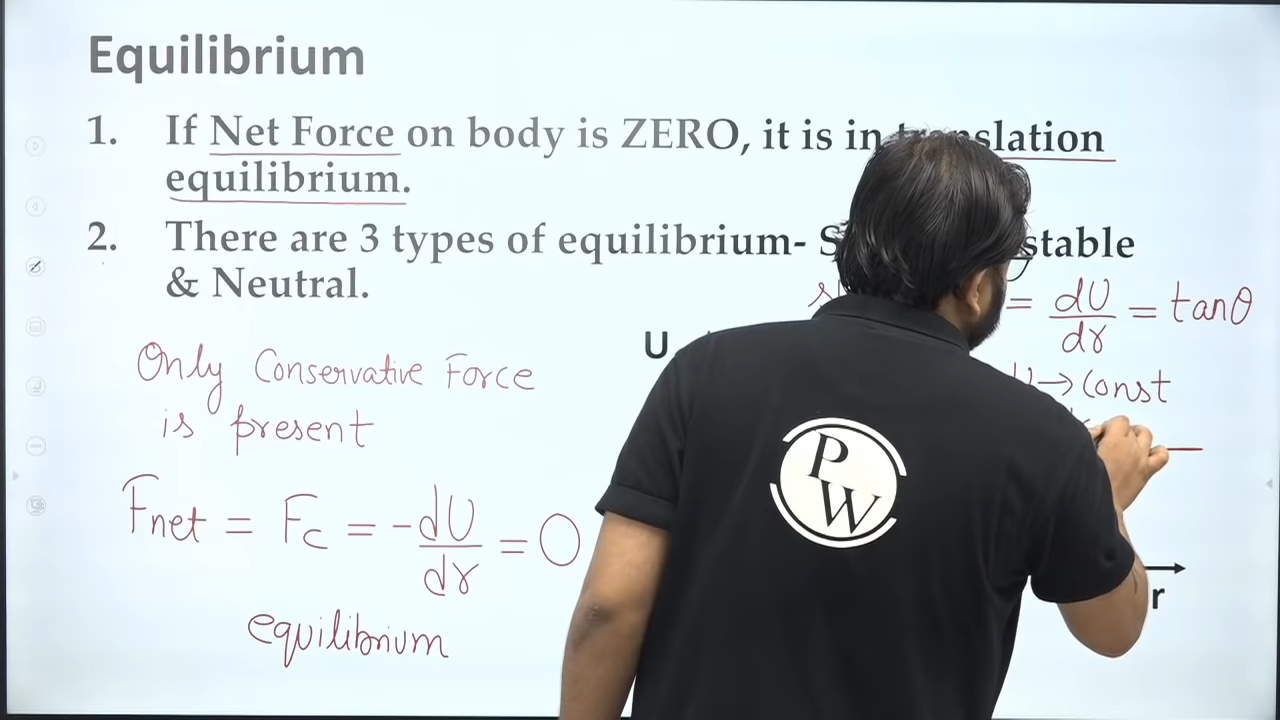 Equilibrium
1. If Net Force on body is ZERO, it is in translation
equilibrium.
2. There are 3 types of equilibrium- stable
& Neutral.
= dU/dr = tanθ
Only Conservative Force
is present
U
U → const
Fnet = Fc = -dU/dr = 0
r
equilibrium
P
W